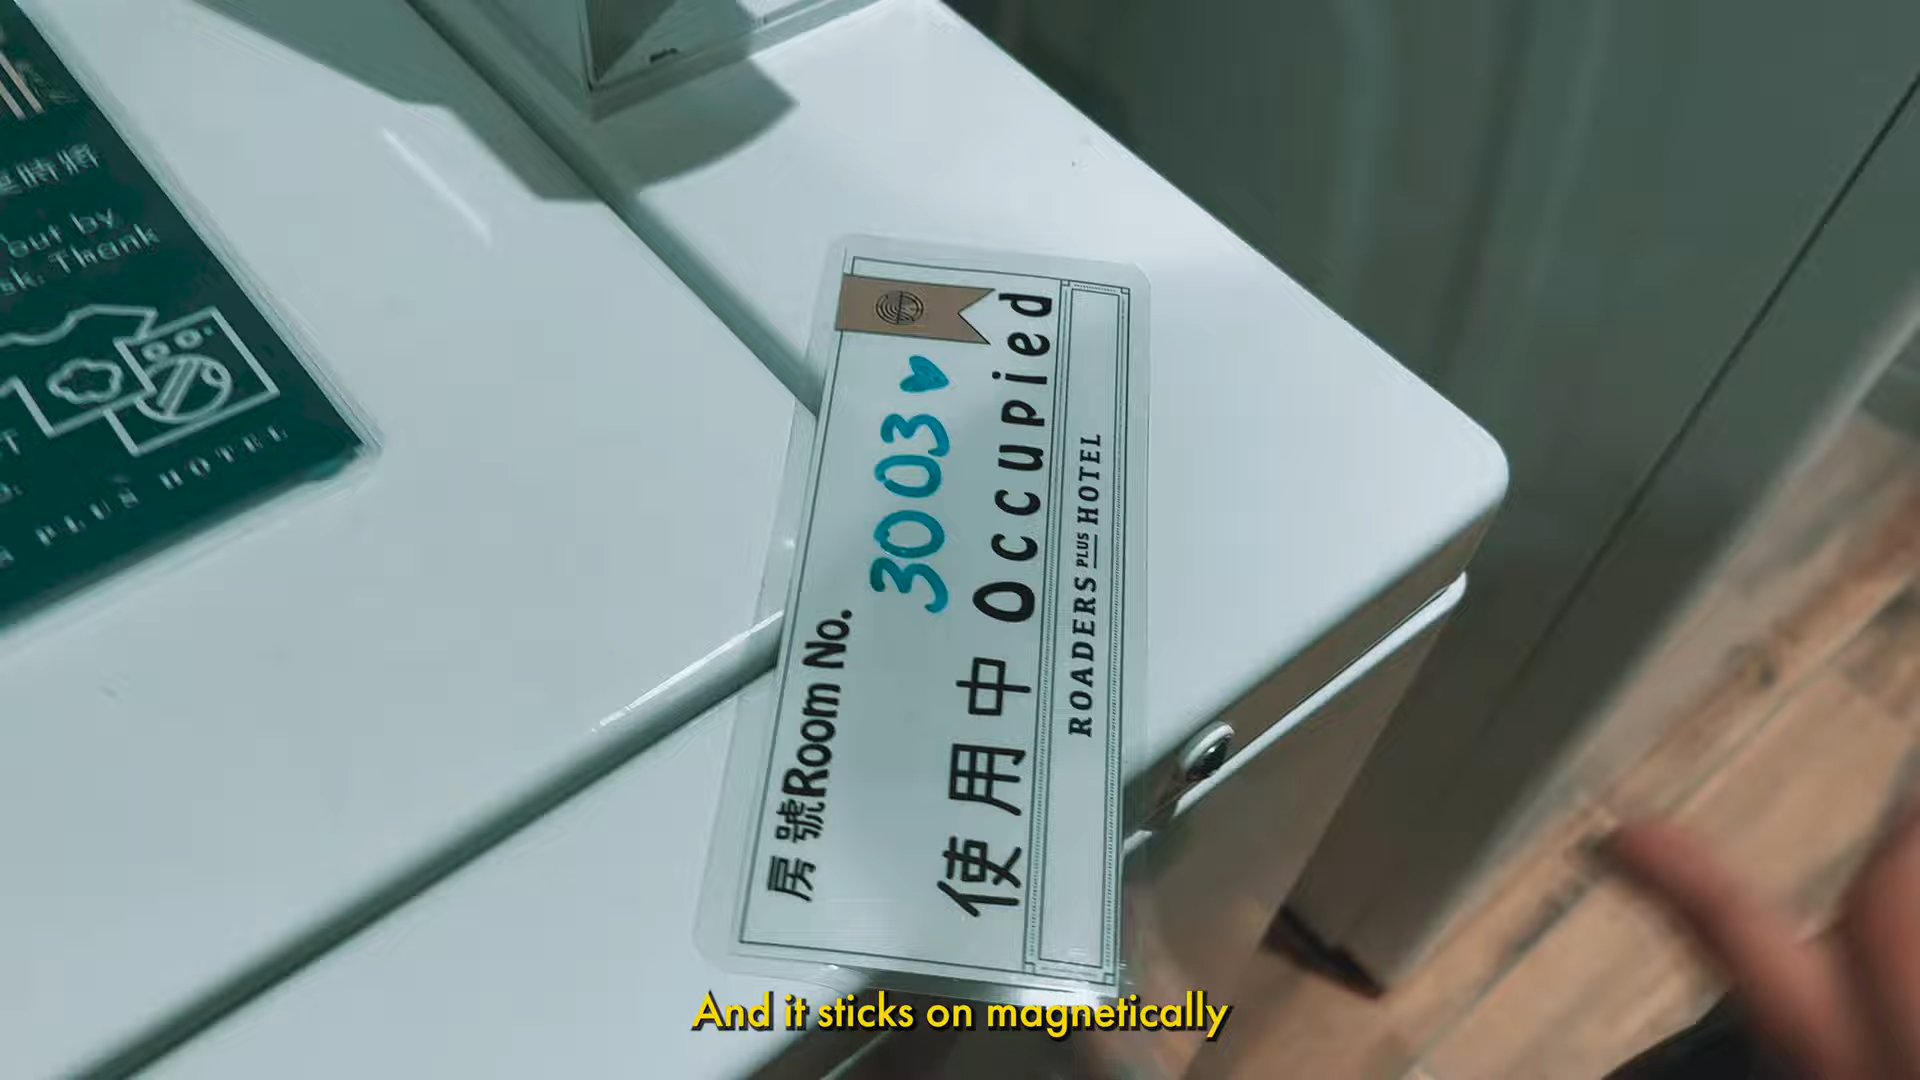 房號Room No.
3003♥
使用中 Occupied
ROADERS PLUS HOTEL
out by
Thank
PLUS HOTEL
And it sticks on magnetically